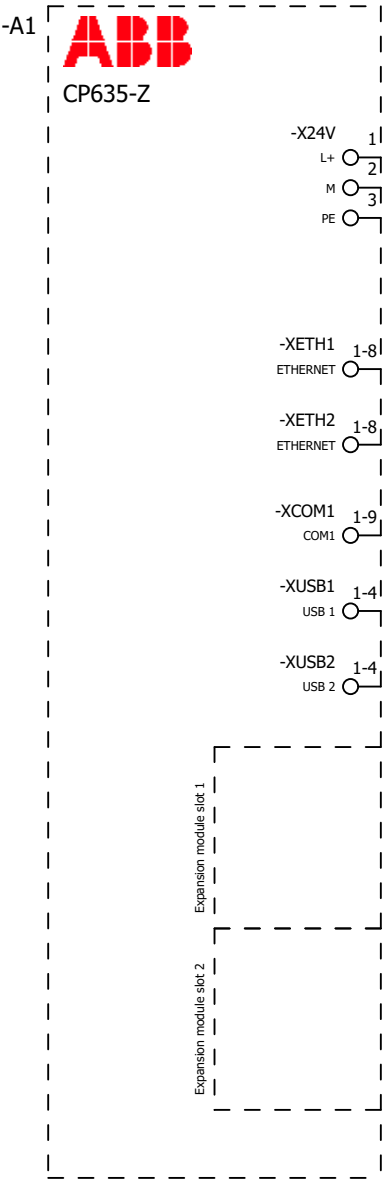 -A1
ABB
CP635-Z
-X24V 1
L+
2
M
3
PE
-XETH1 1-8
ETHERNET
-XETH2 1-8
ETHERNET
-XCOM1 1-9
COM1
-XUSB1 1-4
USB 1
-XUSB2 1-4
USB 2
Expansion module slot 1
Expansion module slot 2